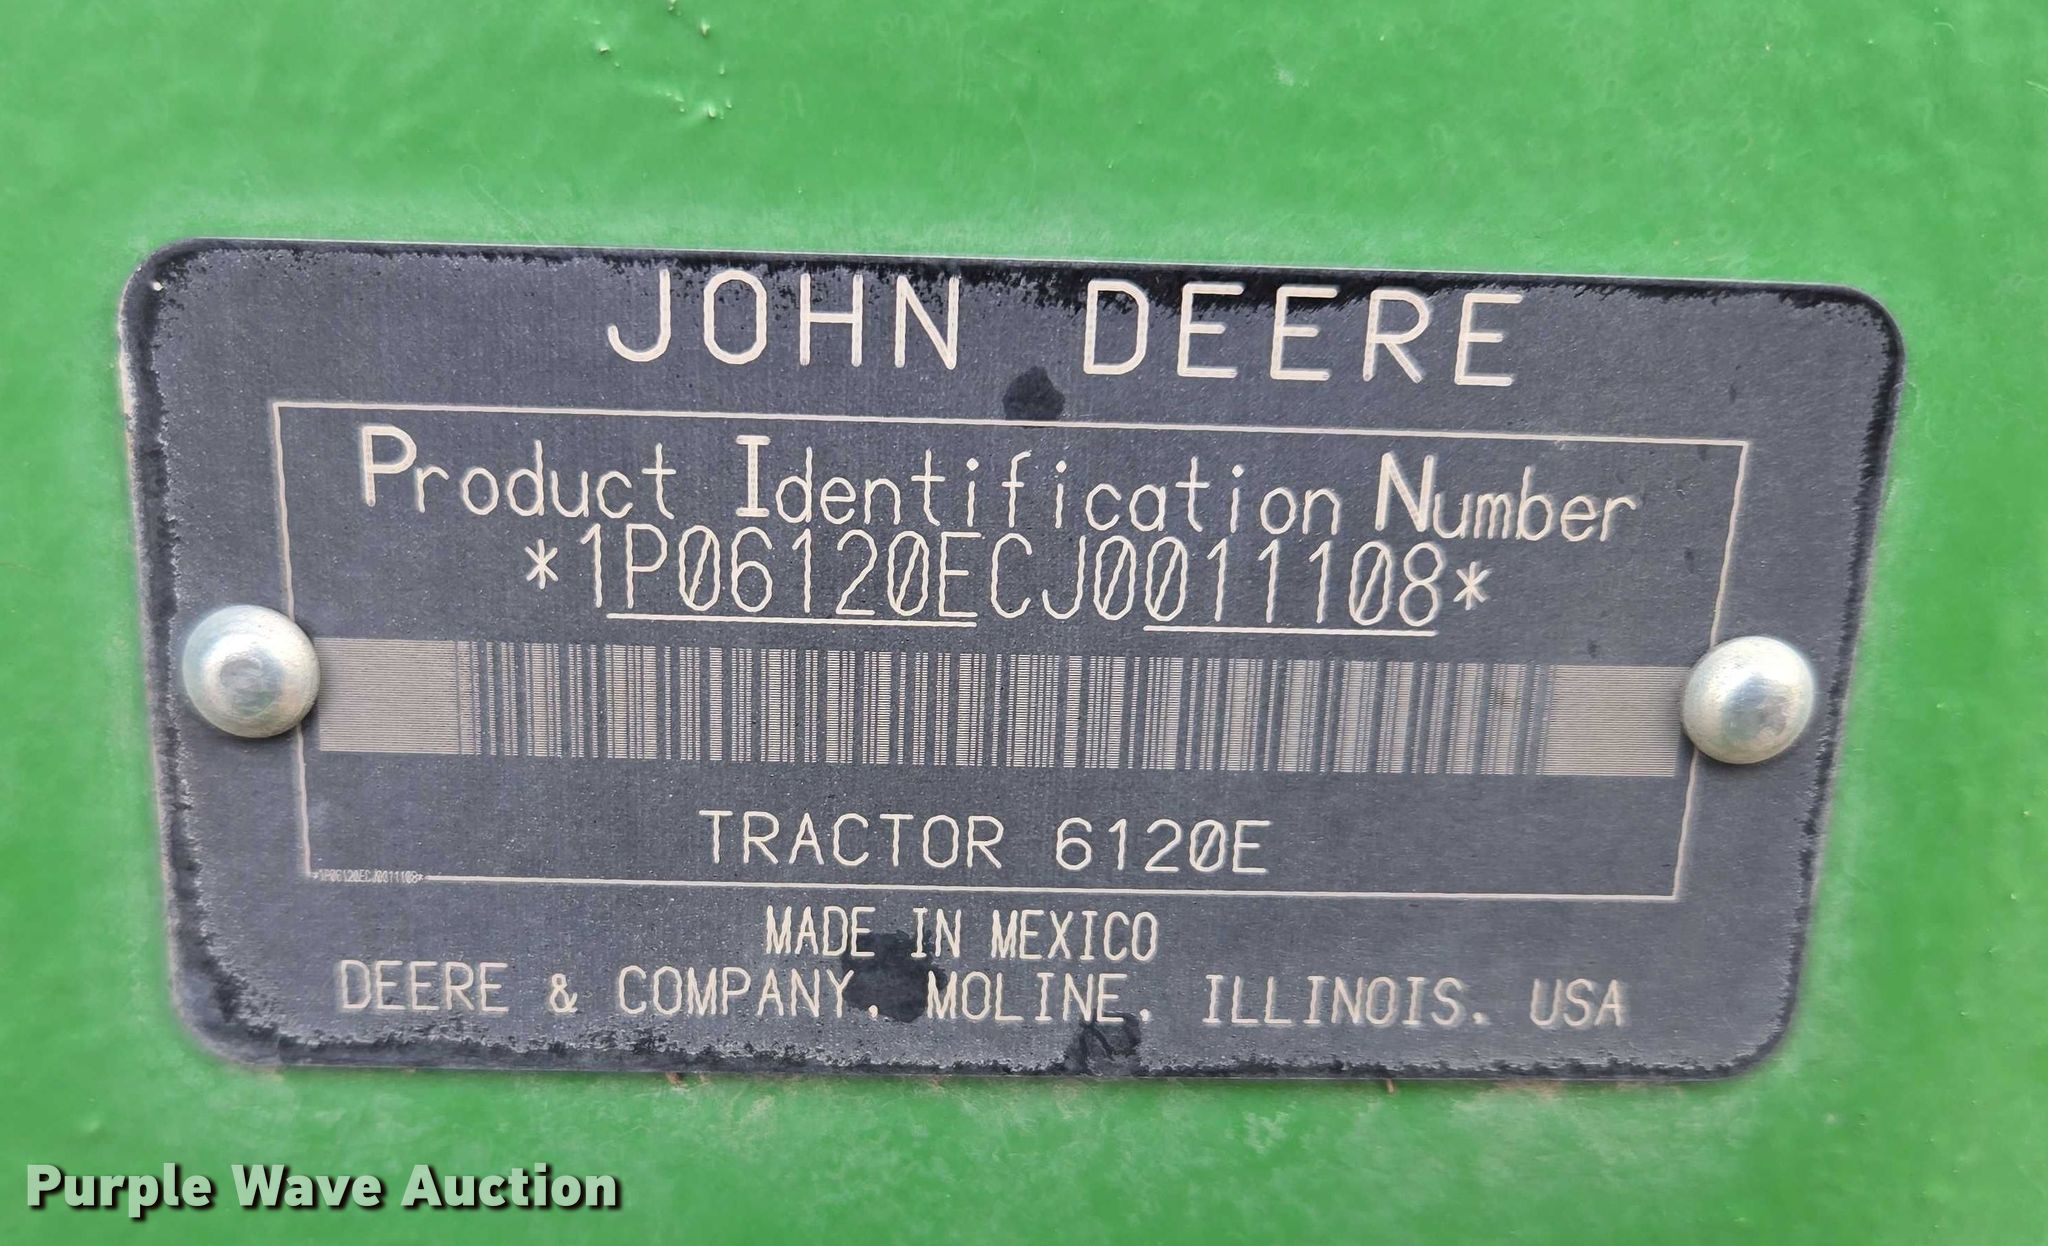 JOHN DEERE
Product Identification Number
*1P06120ECJ0011108*
TRACTOR 6120E
*1P06120ECJ0011108*
MADE IN MEXICO
DEERE & COMPANY, MOLINE, ILLINOIS, USA
Purple Wave Auction